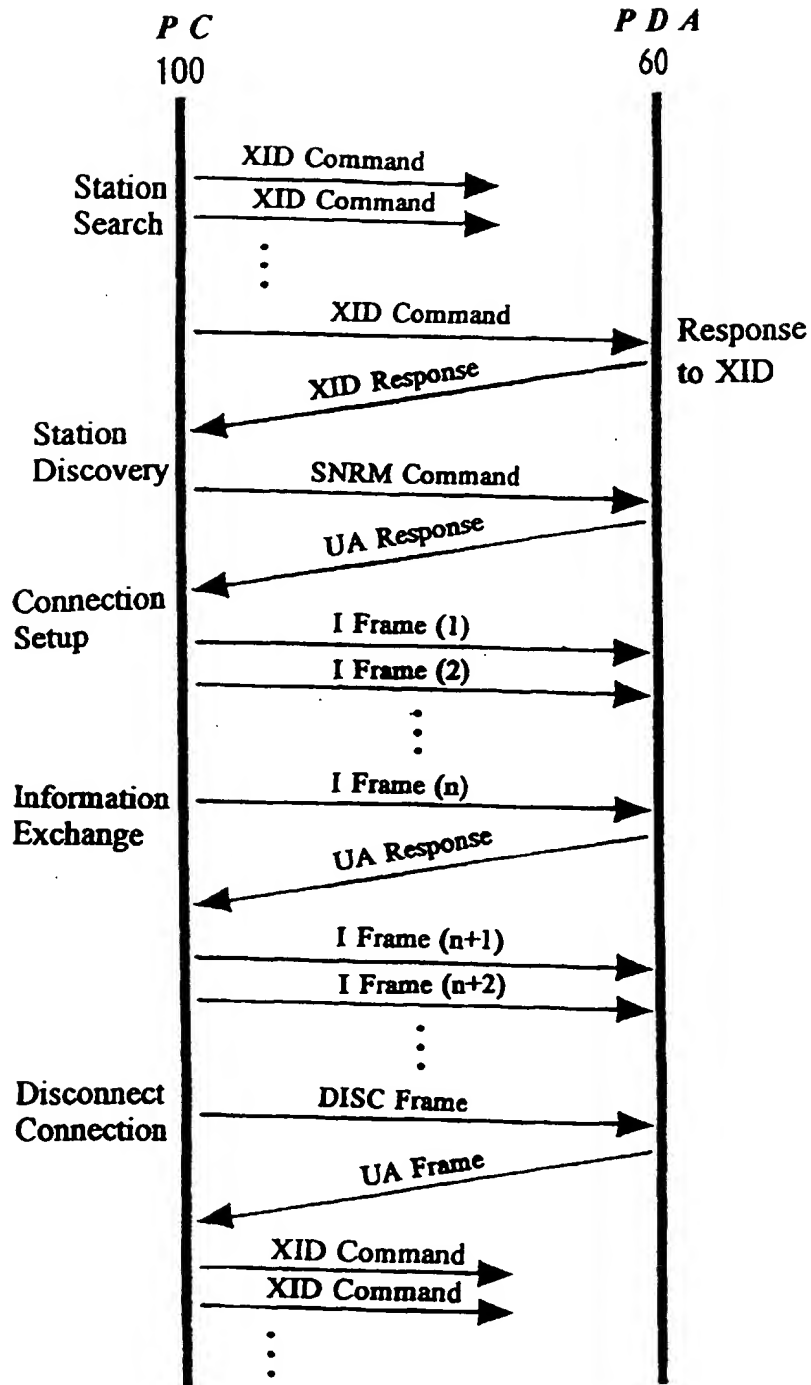 P C
100
P D A
60
XID Command
Station
Search
XID Command
XID Command
Response
to XID
XID Response
Station
Discovery
SNRM Command
UA Response
Connection
Setup
I Frame (1)
I Frame (2)
Information
Exchange
I Frame (n)
UA Response
I Frame (n+1)
I Frame (n+2)
Disconnect
Connection
DISC Frame
UA Frame
XID Command
XID Command